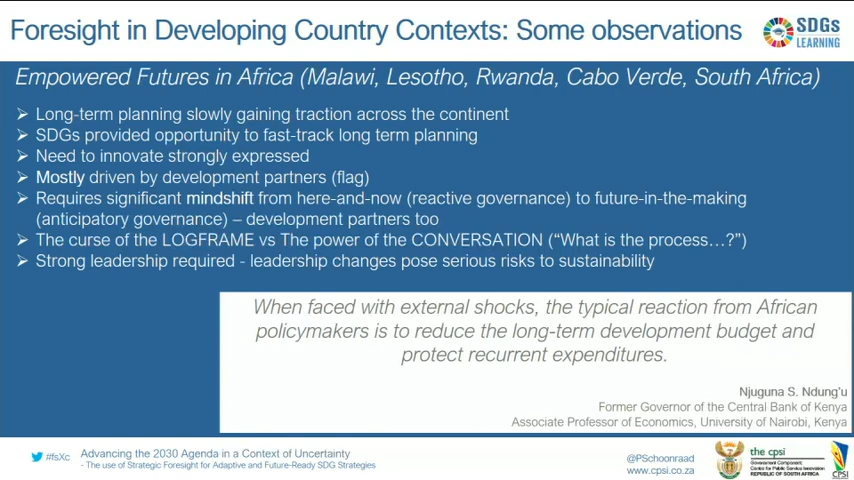 Foresight in Developing Country Contexts: Some observations
SDGs
LEARNING
Empowered Futures in Africa (Malawi, Lesotho, Rwanda, Cabo Verde, South Africa)
➢ Long-term planning slowly gaining traction across the continent
➢ SDGs provided opportunity to fast-track long term planning
➢ Need to innovate strongly expressed
➢ Mostly driven by development partners (flag)
➢ Requires significant mindshift from here-and-now (reactive governance) to future-in-the-making
(anticipatory governance) – development partners too
➢ The curse of the LOGFRAME vs The power of the CONVERSATION (“What is the process…?”)
➢ Strong leadership required - leadership changes pose serious risks to sustainability
When faced with external shocks, the typical reaction from African
policymakers is to reduce the long-term development budget and
protect recurrent expenditures.
Njuguna S. Ndung’u
Former Governor of the Central Bank of Kenya
Associate Professor of Economics, University of Nairobi, Kenya
#fsXc
Advancing the 2030 Agenda in a Context of Uncertainty
- The use of Strategic Foresight for Adaptive and Future-Ready SDG Strategies
@PSchoonraad
www.cpsi.co.za
the cpsi
Government Component:
Centre for Public Service Innovation
REPUBLIC OF SOUTH AFRICA
CPSI